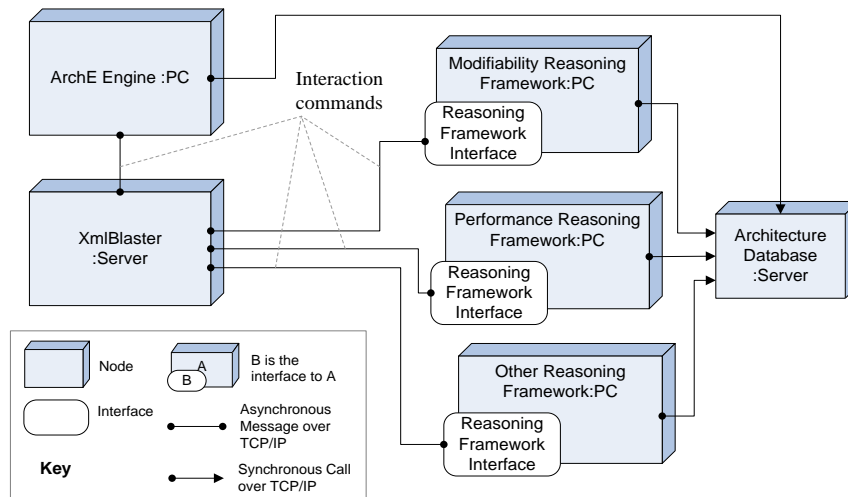 ArchE Engine :PC
Interaction
commands
Modifiability Reasoning
Framework:PC
Reasoning
Framework
Interface
XmlBlaster
:Server
Performance Reasoning
Framework:PC
Reasoning
Framework
Interface
Architecture
Database
:Server
Other Reasoning
Framework:PC
Reasoning
Framework
Interface
Node
A
B
B is the
interface to A
Interface
Asynchronous
Message over
TCP/IP
Key
Synchronous Call
over TCP/IP